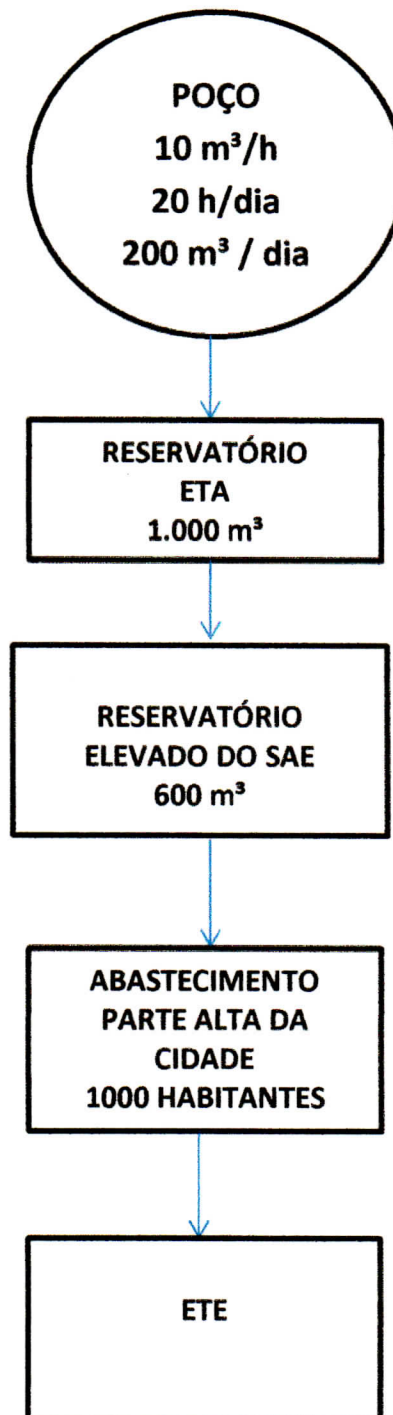 POÇO
10 m³/h
20 h/dia
200 m³ / dia
RESERVATÓRIO
ETA
1.000 m³
RESERVATÓRIO
ELEVADO DO SAE
600 m³
ABASTECIMENTO
PARTE ALTA DA
CIDADE
1000 HABITANTES
ETE